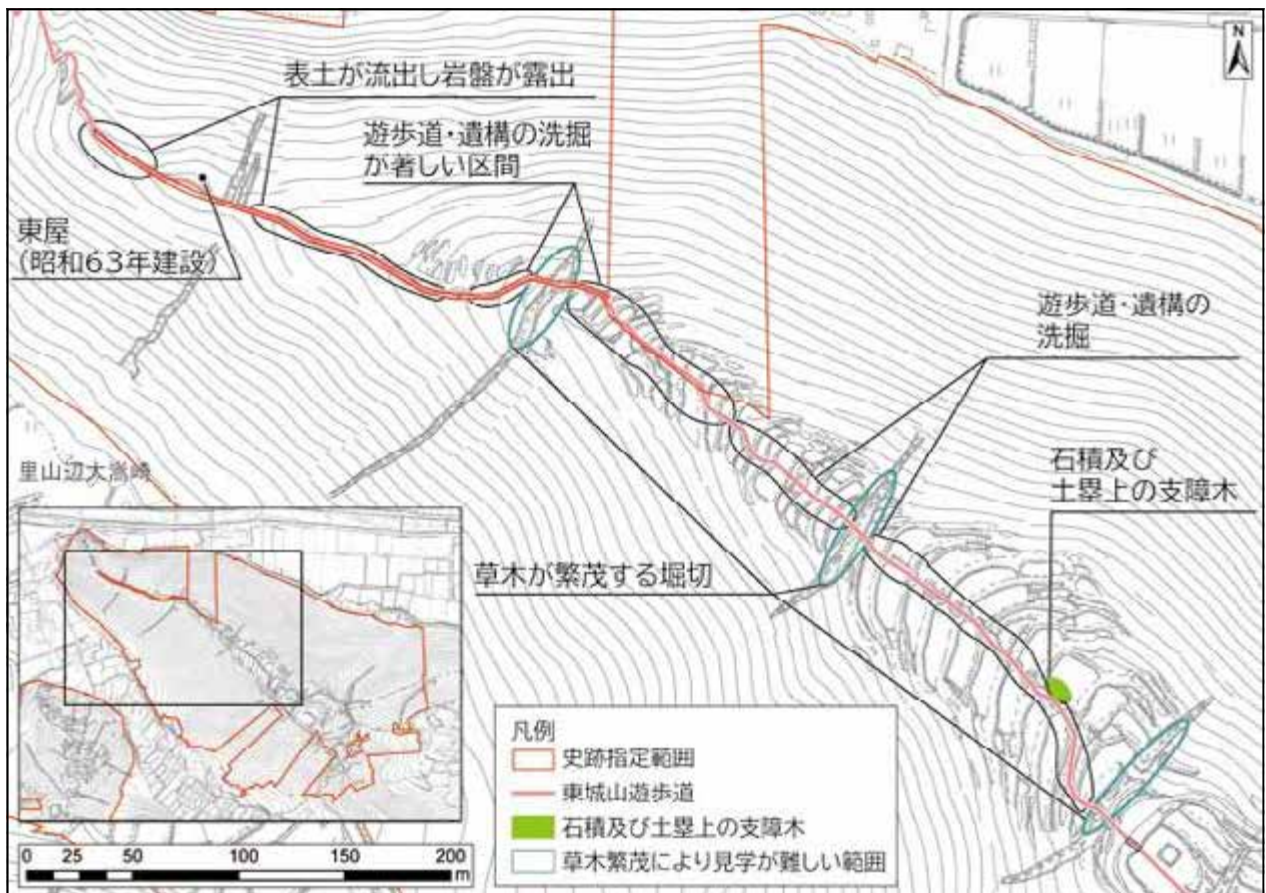 N
表土が流出し岩盤が露出
遊歩道・遺構の洗掘
が著しい区間
東屋
(昭和63年建設)
遊歩道・遺構の
洗掘
石積及び
土塁上の支障木
里山辺大嵩崎
草木が繁茂する堀切
凡例
史跡指定範囲
東城山遊歩道
石積及び土塁上の支障木
草木繁茂により見学が難しい範囲
0 25 50 100 150 200
m